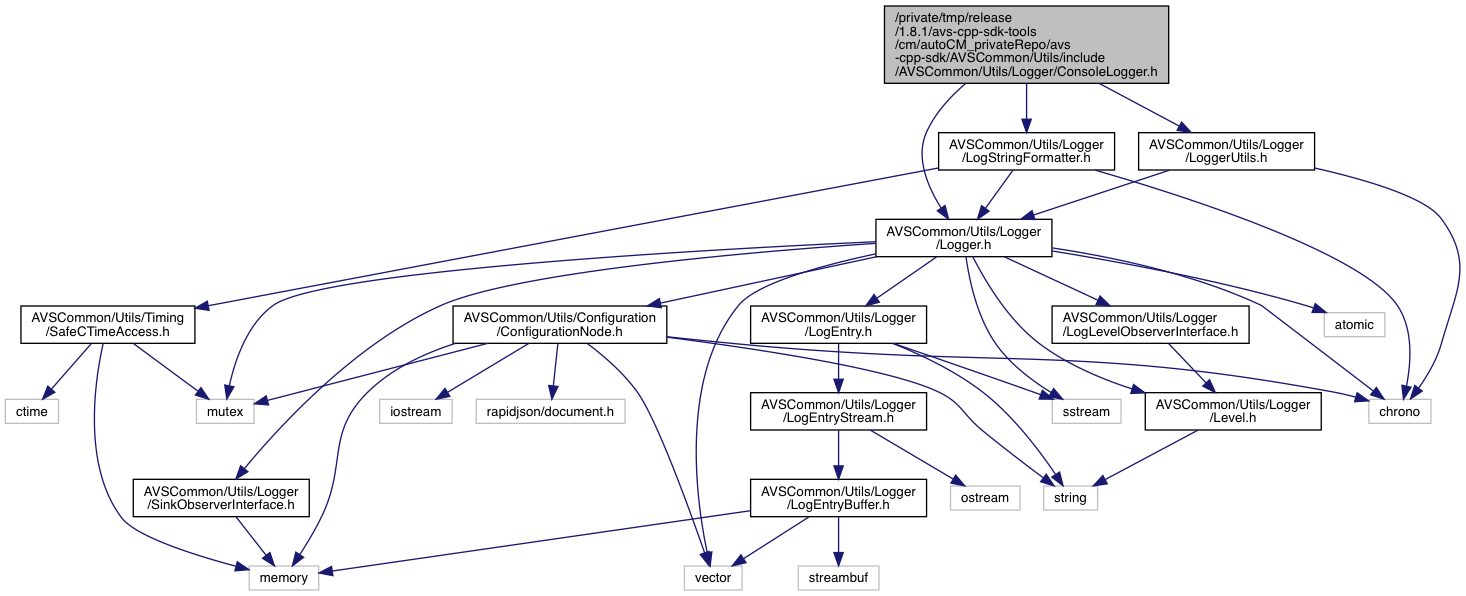 /private/tmp/release
/1.8.1/avs-cpp-sdk-tools
/cm/autoCM_privateRepo/avs
-cpp-sdk/AVSCommon/Utils/include
/AVSCommon/Utils/Logger/ConsoleLogger.h
AVSCommon/Utils/Logger
/LogStringFormatter.h
AVSCommon/Utils/Logger
/LoggerUtils.h
AVSCommon/Utils/Logger
/Logger.h
AVSCommon/Utils/Timing
/SafeCTimeAccess.h
AVSCommon/Utils/Configuration
/ConfigurationNode.h
AVSCommon/Utils/Logger
/LogEntry.h
AVSCommon/Utils/Logger
/LogLevelObserverInterface.h
atomic
ctime
mutex
iostream
rapidjson/document.h
AVSCommon/Utils/Logger
/LogEntryStream.h
sstream
AVSCommon/Utils/Logger
/Level.h
chrono
AVSCommon/Utils/Logger
/SinkObserverInterface.h
AVSCommon/Utils/Logger
/LogEntryBuffer.h
ostream
string
memory
vector
streambuf